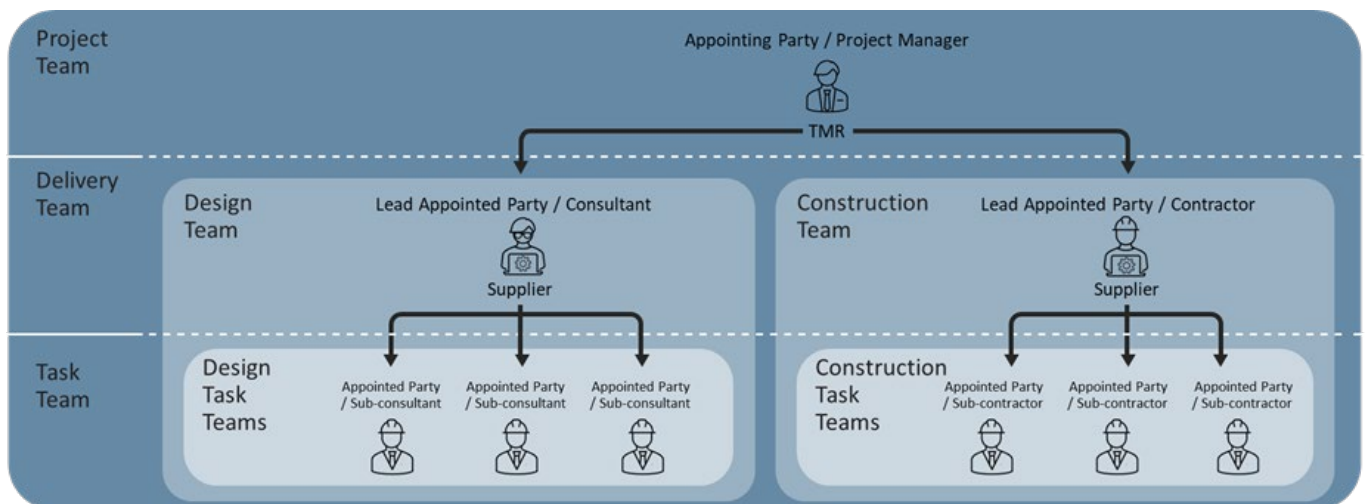 Project
Team
Appointing Party / Project Manager
TMR
Delivery
Team
Design
Team
Lead Appointed Party / Consultant
Supplier
Construction
Team
Lead Appointed Party / Contractor
Supplier
Task
Team
Design
Task
Teams
Appointed Party
/ Sub-consultant
Appointed Party
/ Sub-consultant
Appointed Party
/ Sub-consultant
Construction
Task
Teams
Appointed Party
/ Sub-contractor
Appointed Party
/ Sub-contractor
Appointed Party
/ Sub-contractor